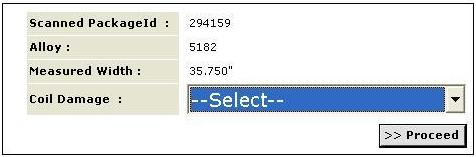 Scanned PackageId : 294159
Alloy : 5182
Measured Width : 35.750"
Coil Damage : --Select--
>> Proceed